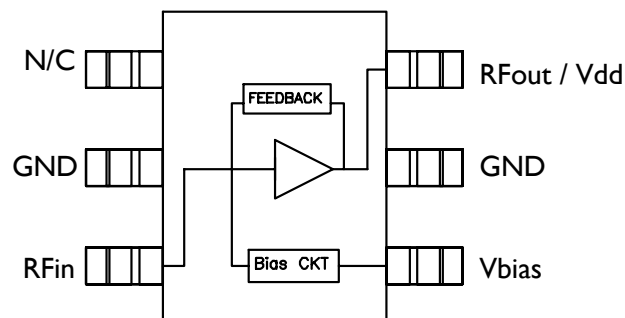 N/C
RFout / Vdd
FEEDBACK
GND
GND
RFin
Bias CKT
Vbias